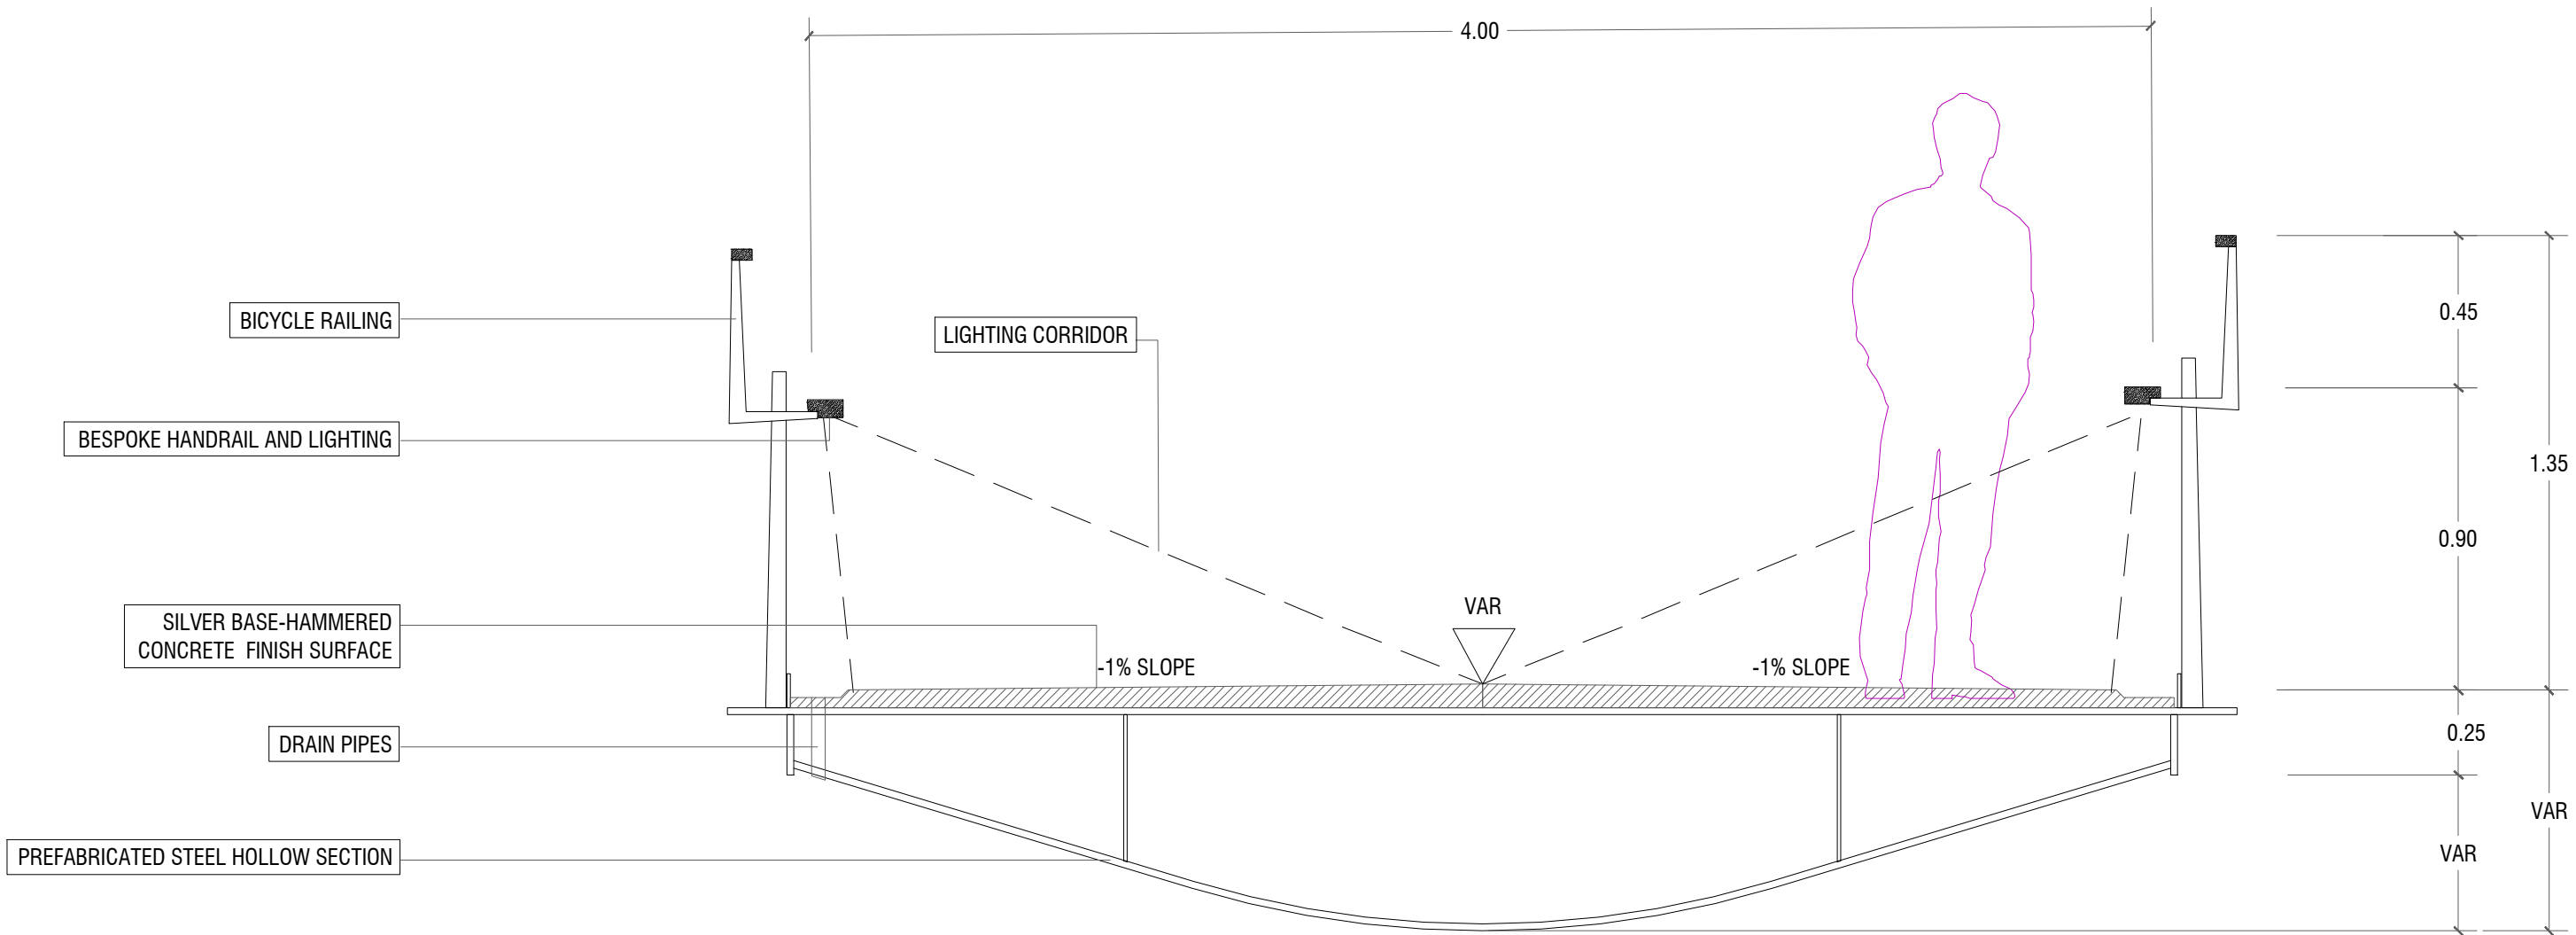 4.00
BICYCLE RAILING
LIGHTING CORRIDOR
0.45
BESPOKE HANDRAIL AND LIGHTING
1.35
0.90
SILVER BASE-HAMMERED
CONCRETE FINISH SURFACE
VAR
-1% SLOPE
-1% SLOPE
DRAIN PIPES
0.25
VAR
PREFABRICATED STEEL HOLLOW SECTION
VAR